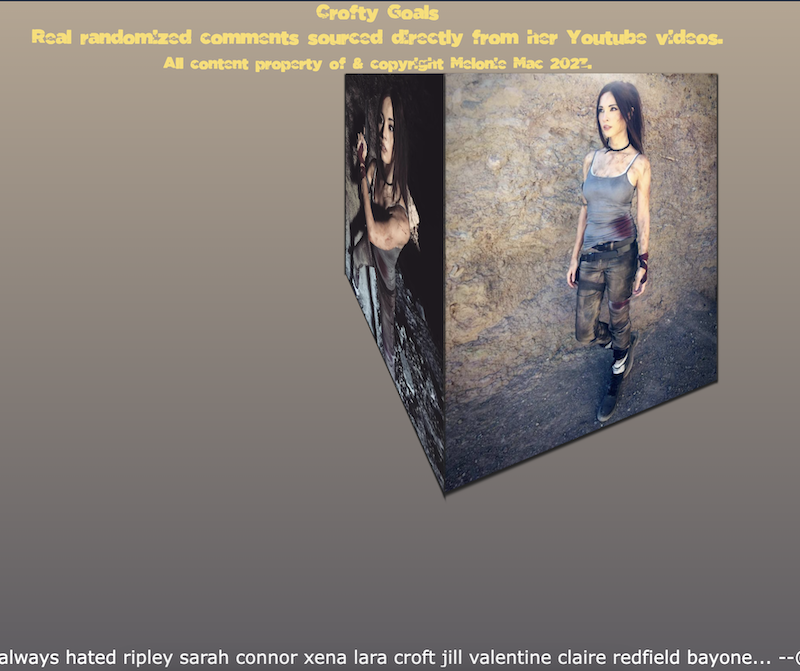 Crofty Goals
Real randomized comments sourced directly from her Youtube videos.
All content property of & copyright Melonie Mac 2023.
always hated ripley sarah connor xena lara croft jill valentine claire redfield bayone... --